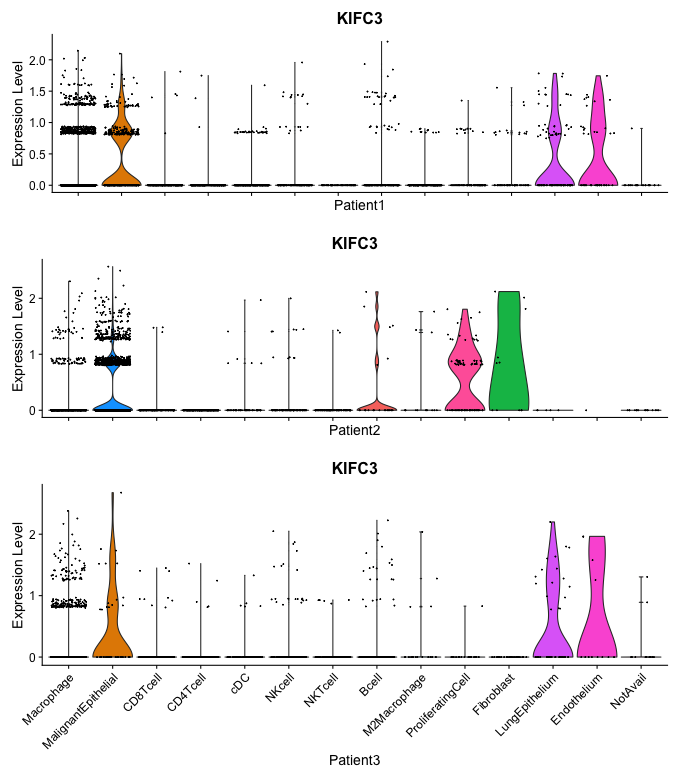 KIFC3
Expression Level
2.0
1.5
1.0
0.5
0.0
Patient1
KIFC3
Expression Level
2
1
0
Patient2
KIFC3
Expression Level
2
1
0
Macrophage
MalignantEpithelial
CD8Tcell
CD4Tcell
cDC
NKcell
NKTcell
Bcell
M2Macrophage
ProliferatingCell
Fibroblast
LungEpithelium
Endothelium
NotAvail
Patient3